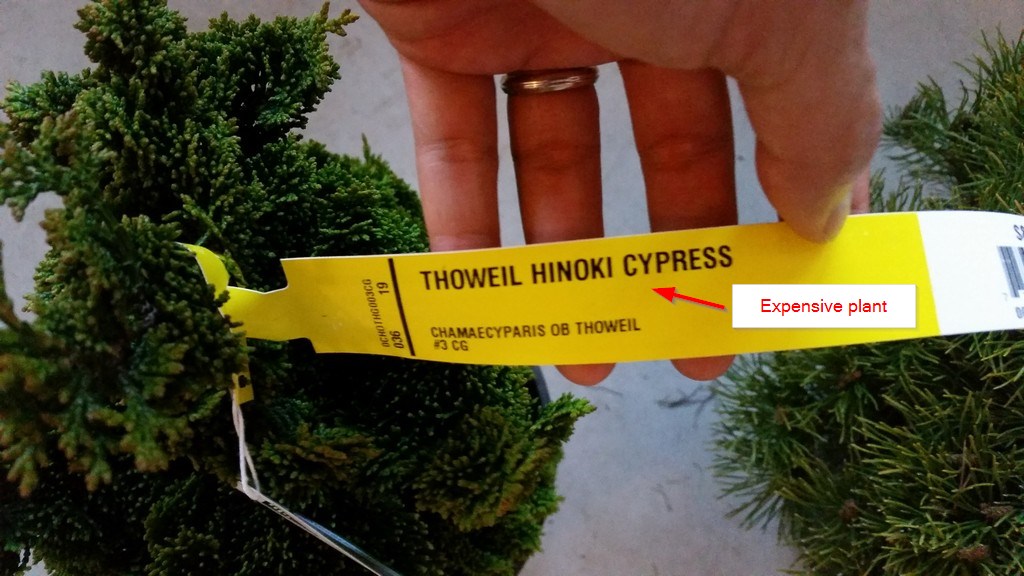 THOWEIL HINOKI CYPRESS
CHAMAECYPARIS OB THOWEIL
#3 CG
19
036
Expensive plant